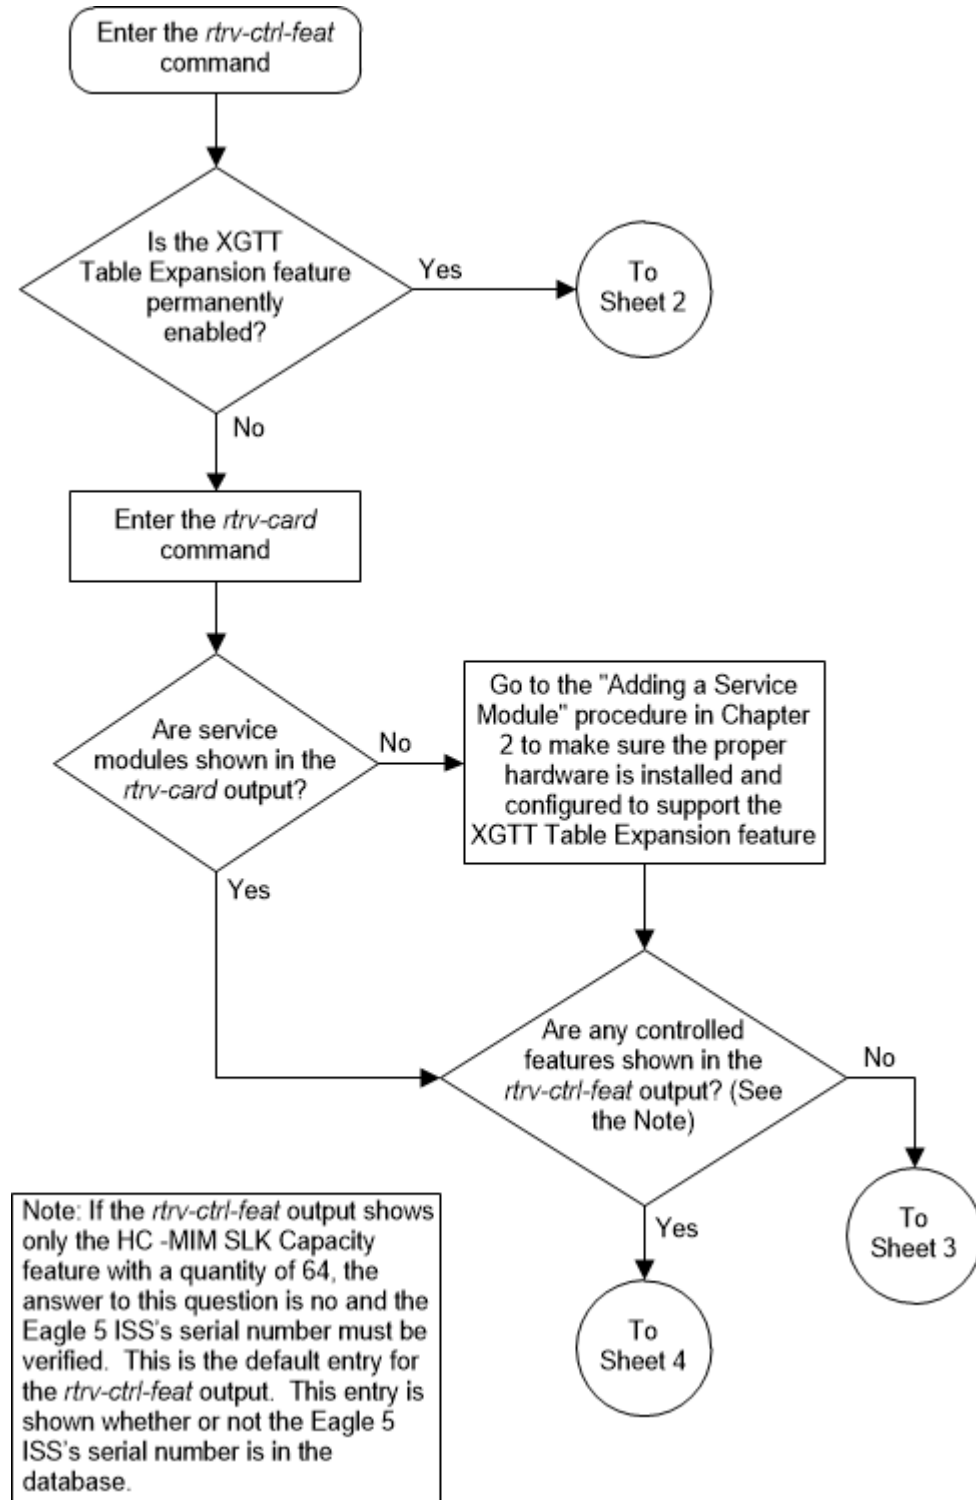 Enter the rtrv-ctrl-feat
command
Is the XGTT
Table Expansion feature
permanently
enabled?
Yes
To
Sheet 2
No
Enter the rtrv-card
command
Are service
modules shown in the
rtrv-card output?
No
Go to the "Adding a Service
Module" procedure in Chapter
2 to make sure the proper
hardware is installed and
configured to support the
XGTT Table Expansion feature
Yes
Are any controlled
features shown in the
rtrv-ctrl-feat output? (See
the Note)
No
To
Sheet 3
Yes
To
Sheet 4
Note: If the rtrv-ctrl-feat output shows
only the HC -MIM SLK Capacity
feature with a quantity of 64, the
answer to this question is no and the
Eagle 5 ISS's serial number must be
verified.  This is the default entry for
the rtrv-ctrl-feat output.  This entry is
shown whether or not the Eagle 5
ISS's serial number is in the
database.